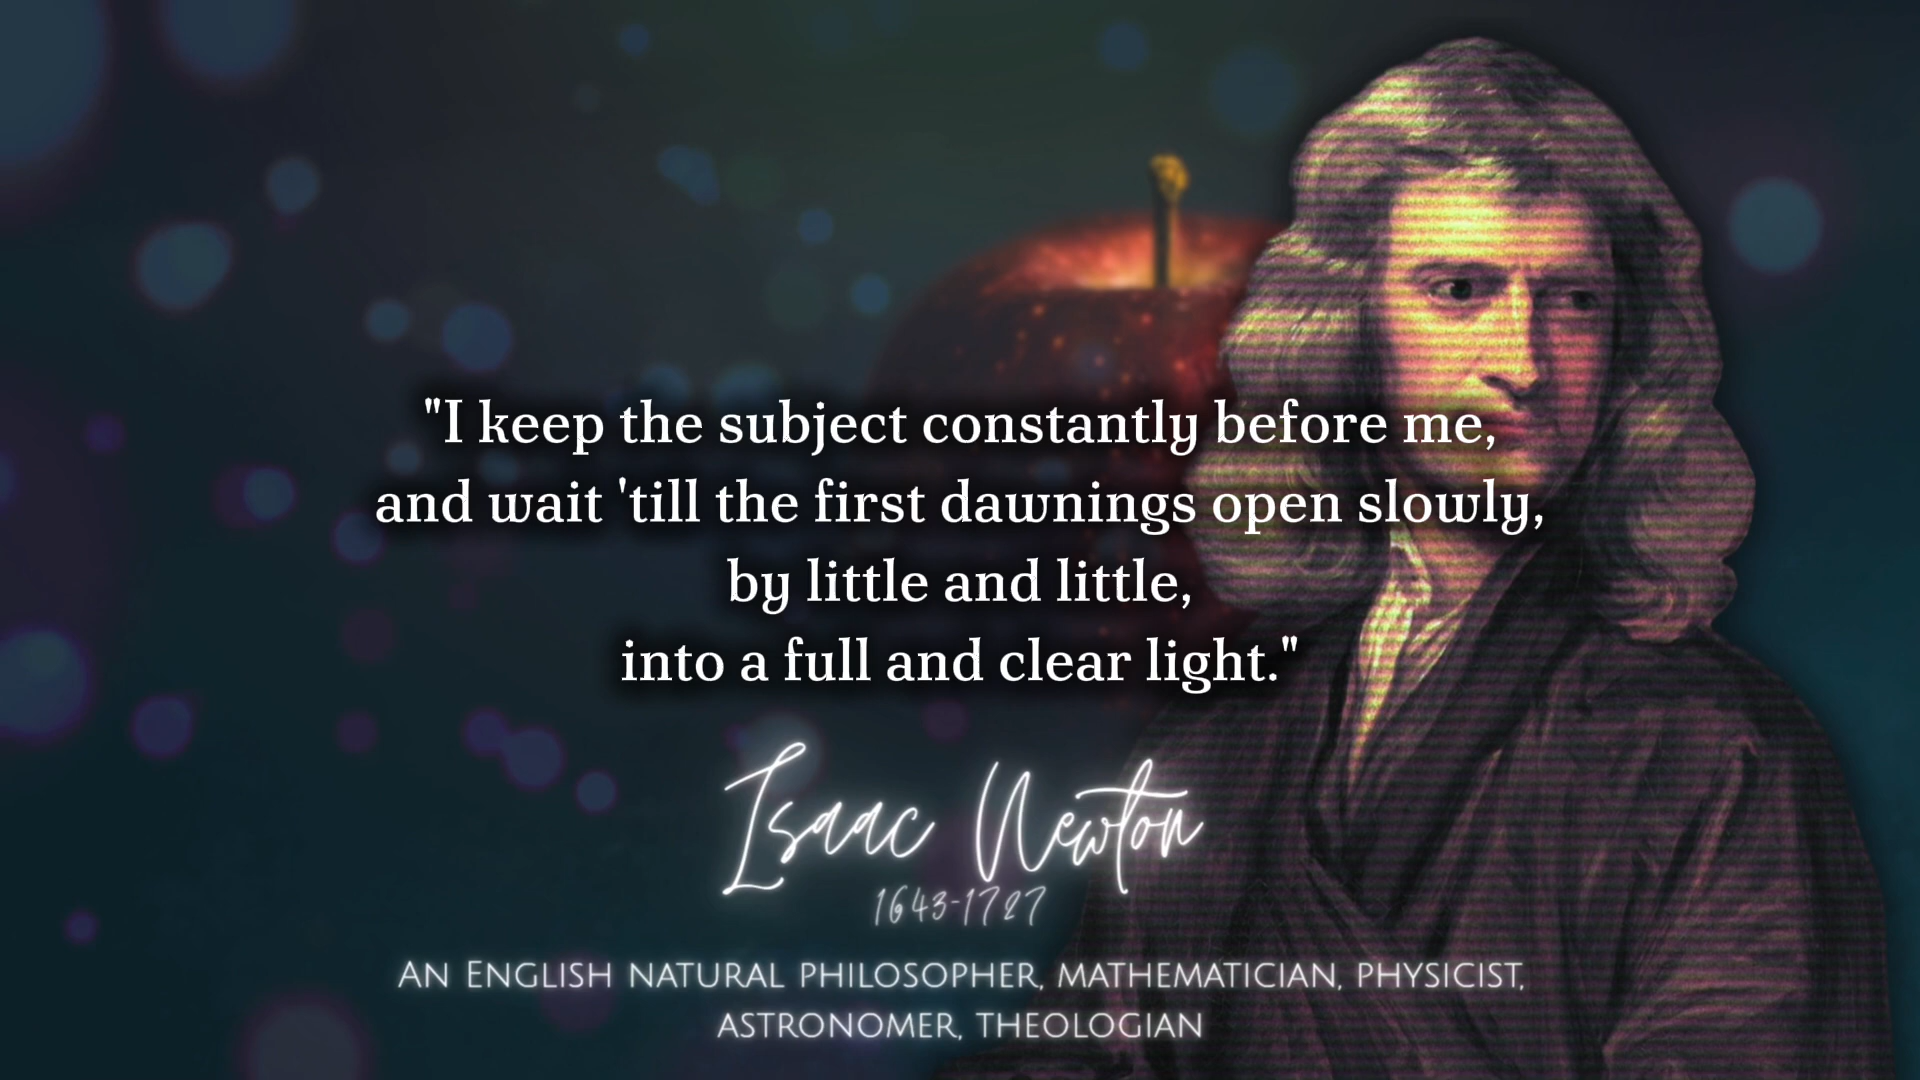 "I keep the subject constantly before me,
and wait 'till the first dawnings open slowly,
by little and little,
into a full and clear light."
Isaac Newton
1643-1727
An English natural philosopher, mathematician, physicist,
astronomer, theologian